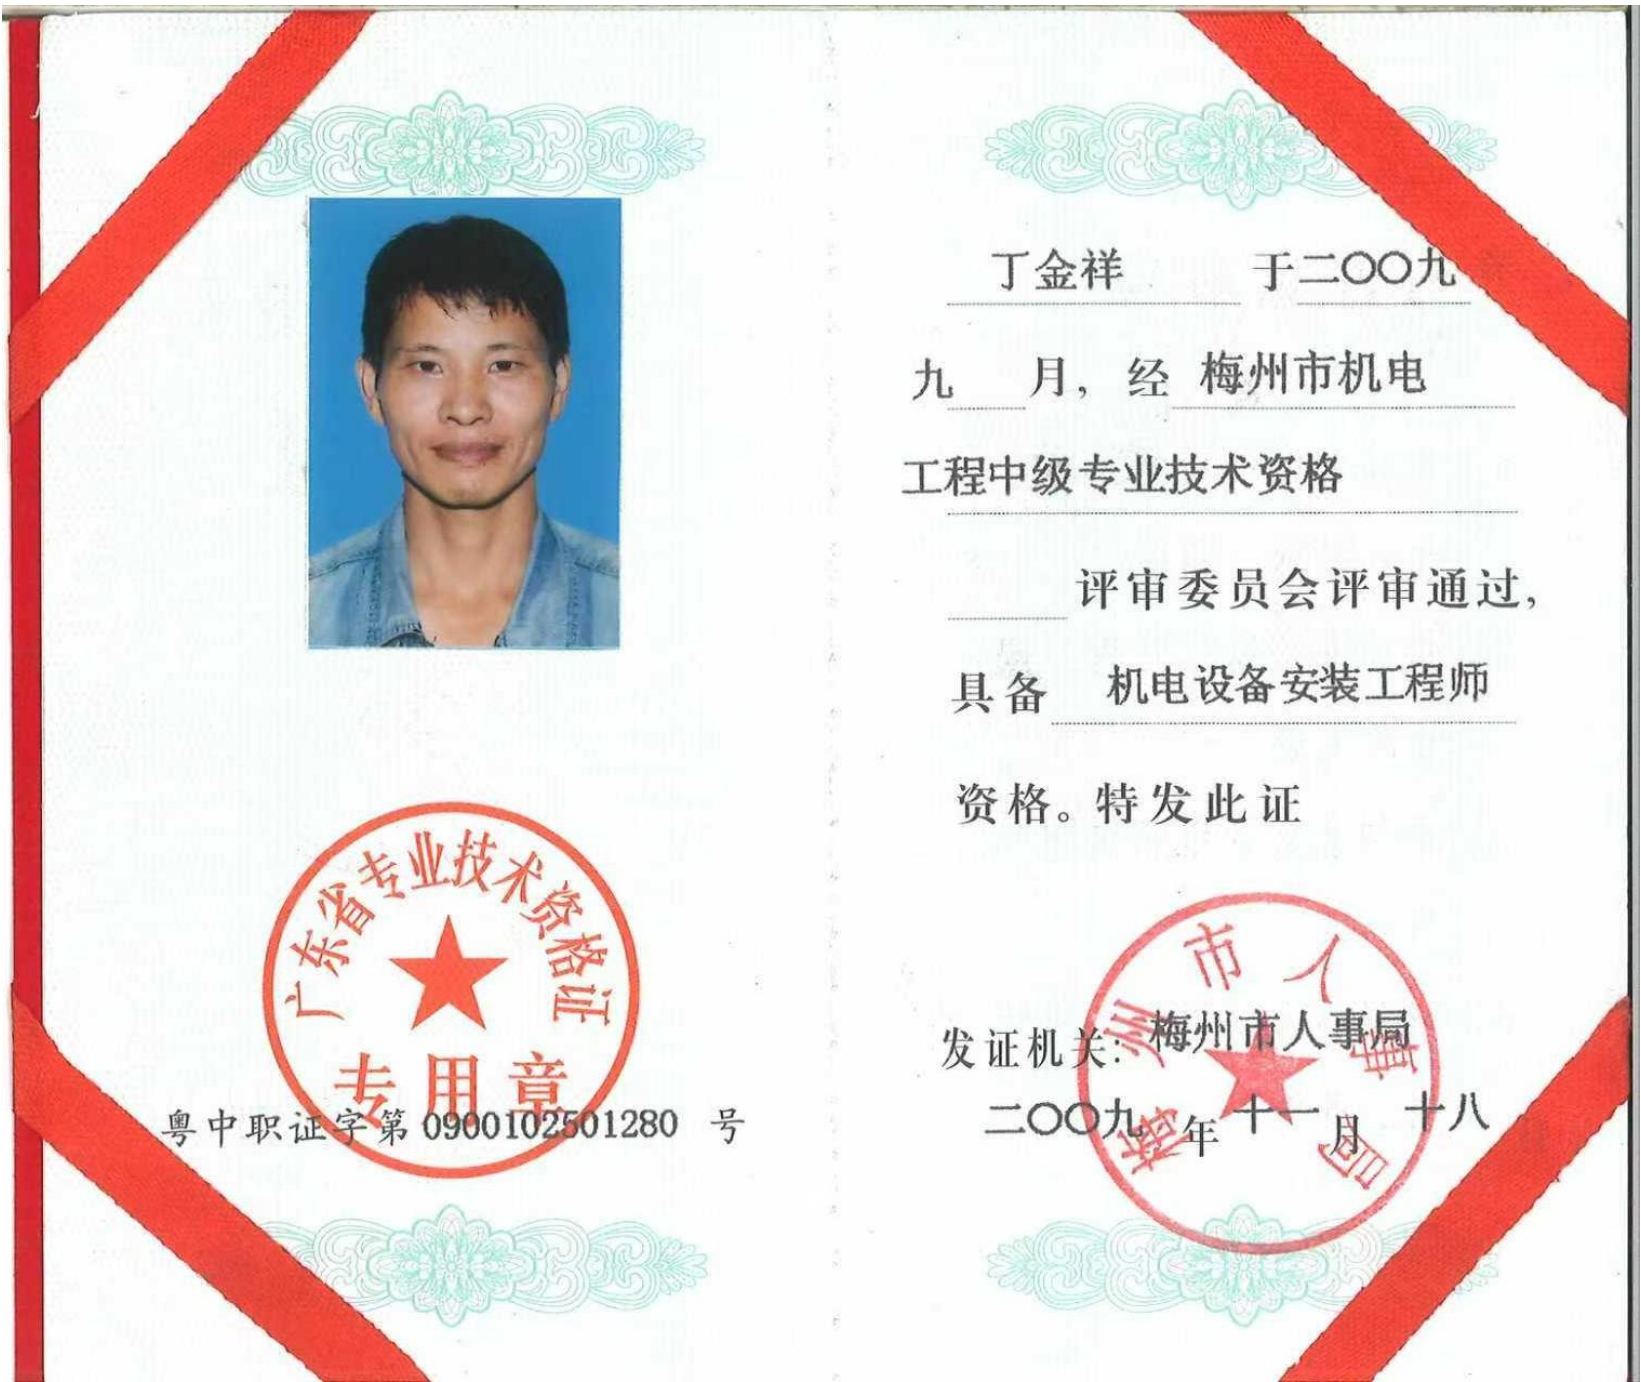 广东省专业技术资格证
专用章
粤中职证字第 0900102501280 号
丁金祥 于二〇〇九年
九 月，经 梅州市机电
工程中级专业技术资格
评审委员会评审通过，
具备 机电设备安装工程师
资格。特发此证
梅州市人事局
发证机关：梅州市人事局
二〇〇九 年 十一 月 十八